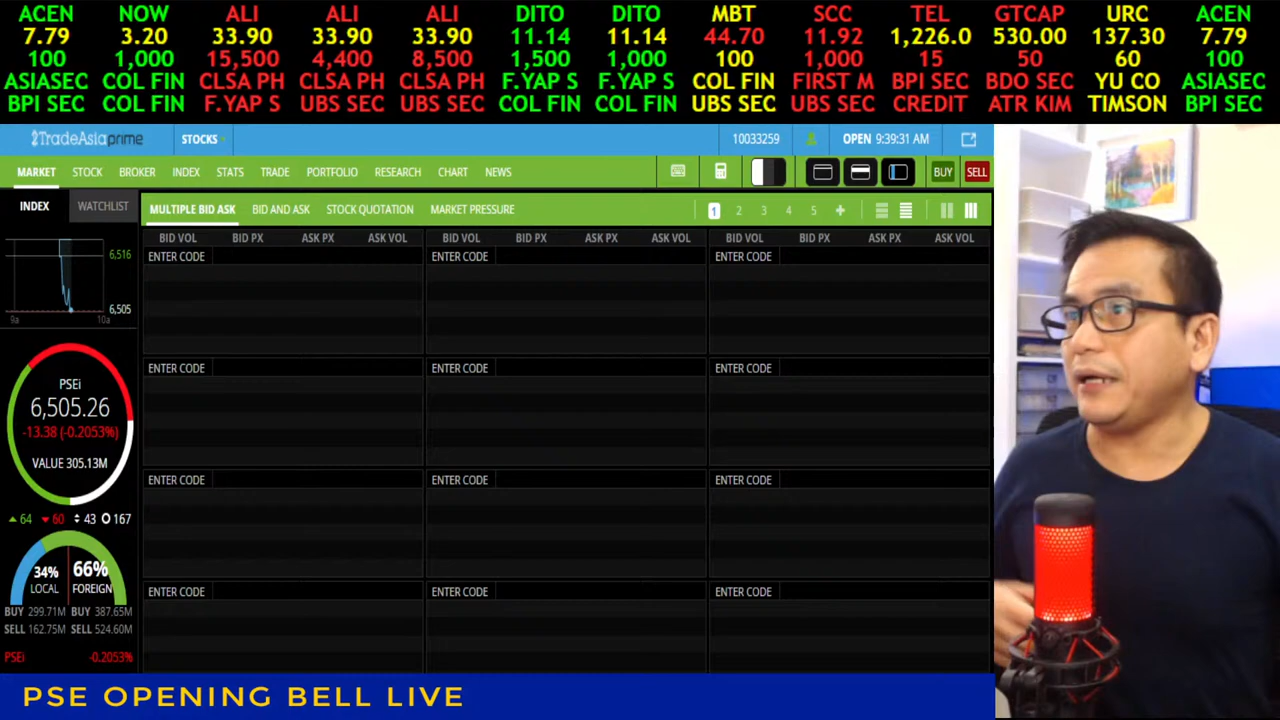 ACEN NOW ALI ALI ALI DITO DITO MBT SCC TEL GTCAP URC ACEN
7.79 3.20 33.90 33.90 33.90 11.14 11.14 44.70 11.92 1,226.0 530.00 137.30 7.79
100 1,000 15,500 4,400 8,500 1,500 1,000 100 1,000 15 50 60 100
ASIASEC COL FIN CLSA PH CLSA PH CLSA PH F.YAP S F.YAP S COL FIN FIRST M BPI SEC BDO SEC YU CO ASIASEC
BPI SEC COL FIN F.YAP S UBS SEC UBS SEC COL FIN COL FIN UBS SEC UBS SEC CREDIT ATR KIM TIMSON BPI SEC
2TradeAsia prime STOCKS 10033259 OPEN 9:39:31 AM
MARKET STOCK BROKER INDEX STATS TRADE PORTFOLIO RESEARCH CHART NEWS BUY SELL
INDEX WATCHLIST MULTIPLE BID ASK BID AND ASK STOCK QUOTATION MARKET PRESSURE 1 2 3 4 5 +
BID VOL BID PX ASK PX ASK VOL BID VOL BID PX ASK PX ASK VOL BID VOL BID PX ASK PX ASK VOL
ENTER CODE ENTER CODE ENTER CODE
6,516
6,505
9a 10a
ENTER CODE ENTER CODE ENTER CODE
PSEi
6,505.26
-13.38 (-0.2053%)
VALUE 305.13M
ENTER CODE ENTER CODE ENTER CODE
64 60 43 167
34% 66%
LOCAL FOREIGN
ENTER CODE ENTER CODE ENTER CODE
BUY 299.71M BUY 387.65M
SELL 162.75M SELL 524.60M
PSEi -0.2053%
PSE OPENING BELL LIVE